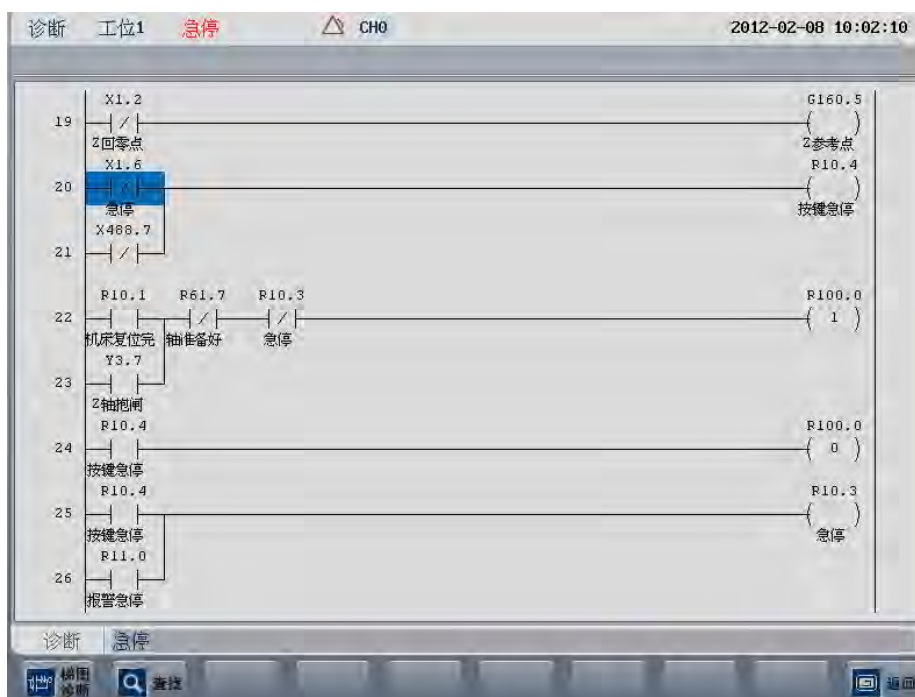 诊断 工位1 急停 CH0 2012-02-08 10:02:10
X1.2 G160.5
19
Z回零点 Z参考点
X1.6 R10.4
20
急停 按键急停
X488.7
21
R10.1 R61.7 R10.3 R100.0
22 1
机床复位完 轴准备好 急停
Y3.7
23
Z轴抱闸
R10.4 R100.0
24 0
按键急停
R10.4 R10.3
25
按键急停 急停
R11.0
26
报警急停
诊断 急停
梯图诊断 查找 返回